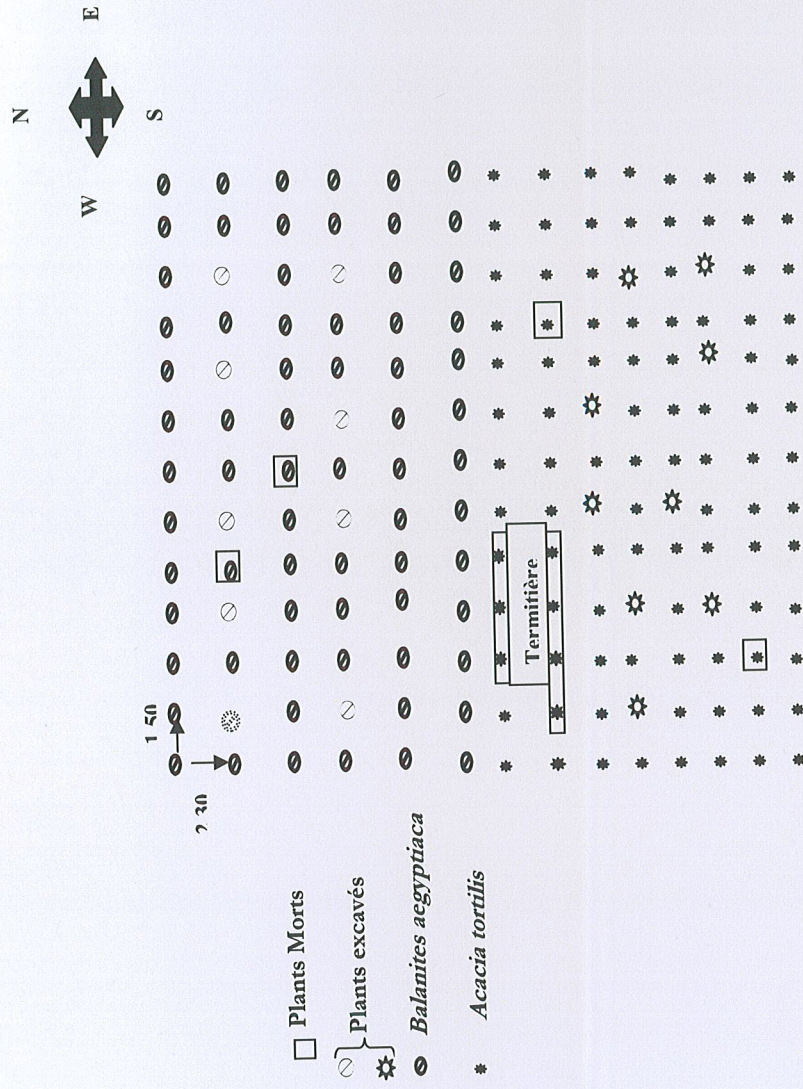 N
W
E
S
1.50
2.30
Termitière
Plants Morts
Plants excavés
Balanites aegyptiaca
Acacia tortilis